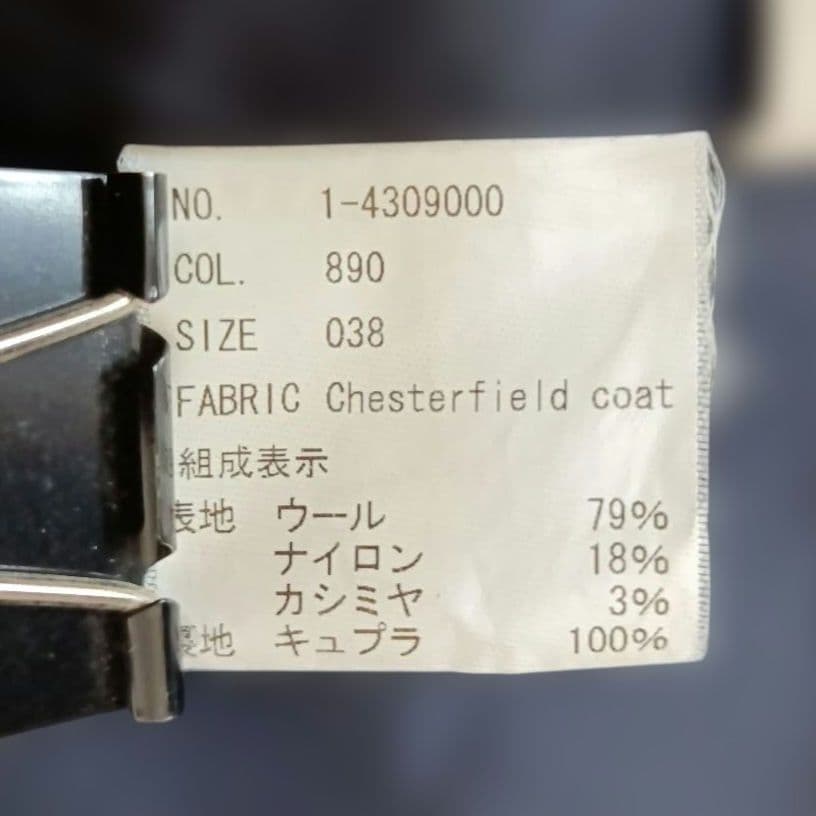 NO. 1-4309000
COL. 890
SIZE 038
FABRIC Chesterfield coat
組成表示
表地 ウール 79%
ナイロン 18%
カシミヤ 3%
裏地 キュプラ 100%